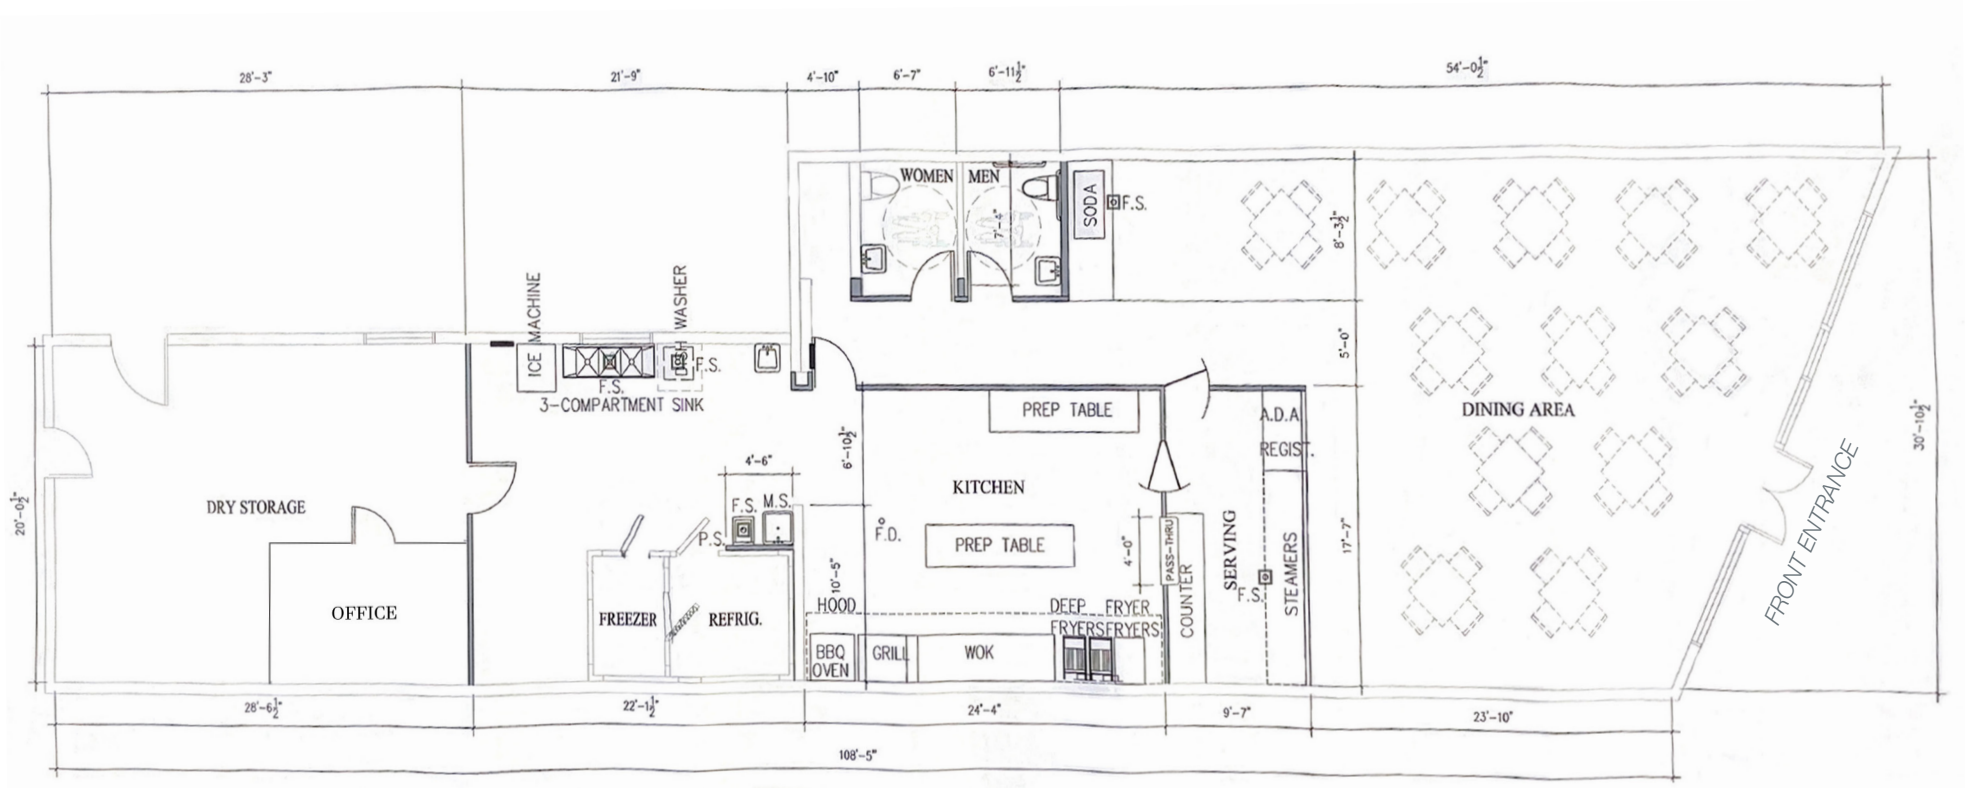 28'-3"
21'-9"
4'-10"
6'-7"
6'-11½"
54'-0½"
WOMEN
MEN
7'-4"
SODA
F.S.
8'-3½"
ICE MACHINE
WASHER
F.S.
F.S.
3-COMPARTMENT SINK
5'-0"
PREP TABLE
A.D.A.
REGIST.
DINING AREA
30'-10½"
FRONT ENTRANCE
20'-0½"
DRY STORAGE
4'-6"
6'-10½"
F.S.
M.S.
P.S.
KITCHEN
F.D.
PREP TABLE
4'-0"
PASS-THRU
COUNTER
SERVING
F.S.
STEAMERS
17'-7"
OFFICE
FREEZER
REFRIG.
10'-5"
HOOD
DEEP FRYER
FRYERS FRYERS
BBQ
OVEN
GRILL
WOK
28'-6½"
22'-1½"
24'-4"
9'-7"
23'-10"
108'-5"